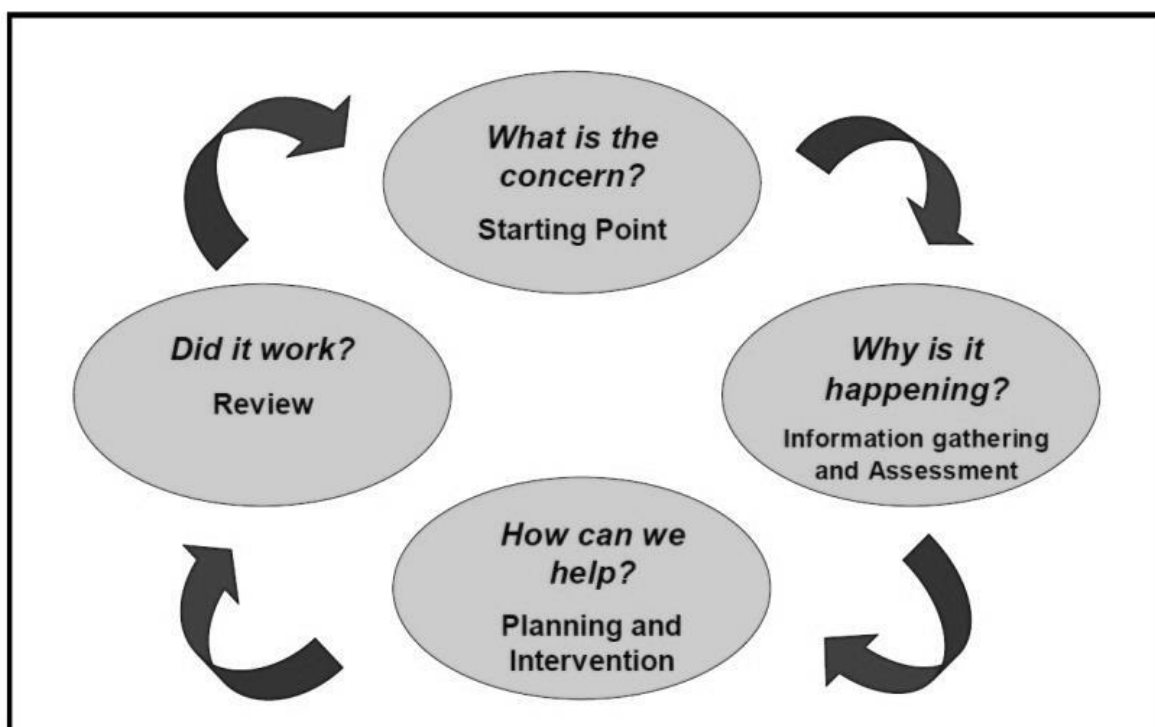 What is the
concern?
Starting Point
Why is it
happening?
Information gathering
and Assessment
How can we
help?
Planning and
Intervention
Did it work?
Review